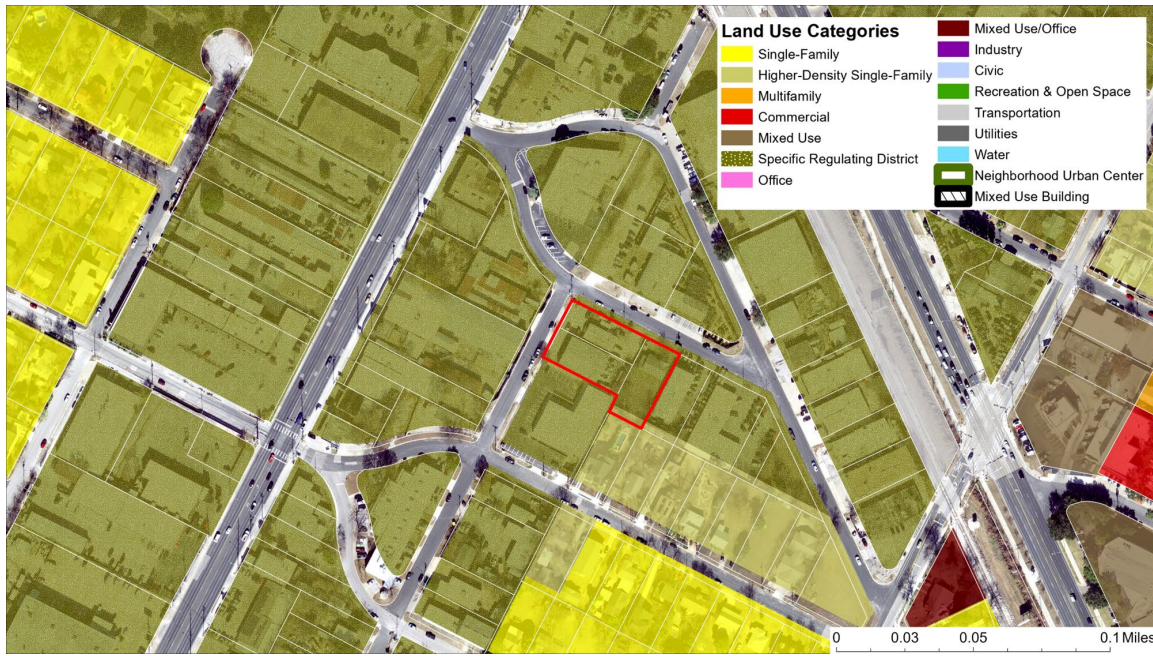 Land Use Categories
Single-Family
Higher-Density Single-Family
Multifamily
Commercial
Mixed Use
Specific Regulating District
Office
Mixed Use/Office
Industry
Civic
Recreation & Open Space
Transportation
Utilities
Water
Neighborhood Urban Center
Mixed Use Building
0 0.03 0.05 0.1 Miles